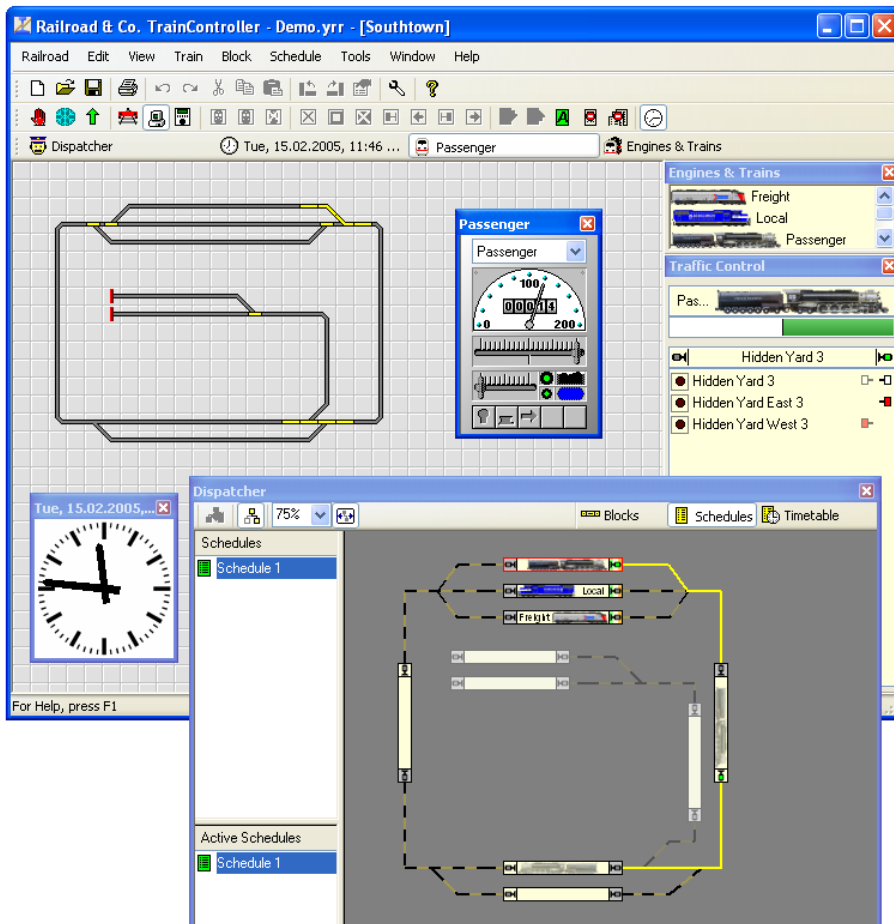 Railroad & Co. TrainController - Demo.yrr - [Southtown]
Railroad Edit View Train Block Schedule Tools Window Help
Dispatcher Tue, 15.02.2005, 11:46 ... Passenger Engines & Trains
Engines & Trains
Freight
Local
Passenger
Traffic Control
Pas...
Hidden Yard 3
Hidden Yard 3
Hidden Yard East 3
Hidden Yard West 3
Passenger
Passenger
100
00014
0 200
Tue, 15.02.2005,...
For Help, press F1
Dispatcher
75% Blocks Schedules Timetable
Schedules
Schedule 1
Local
Freight
Active Schedules
Schedule 1